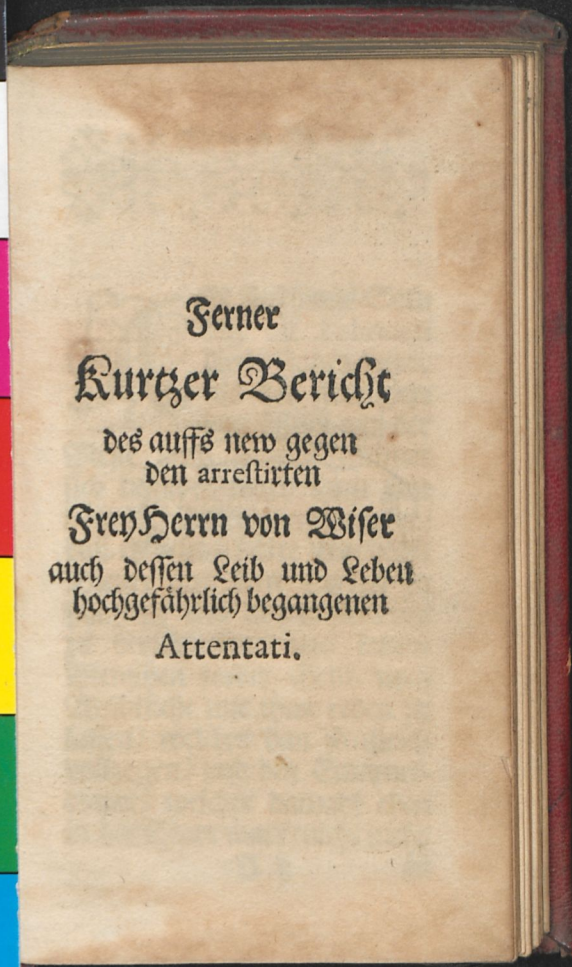 Ferner
Kurtzer Bericht
des auffs new gegen
den arrestirten
FreyHerrn von Wiser
auch dessen Leib und Leben
hochgefährlich begangenen
Attentati.